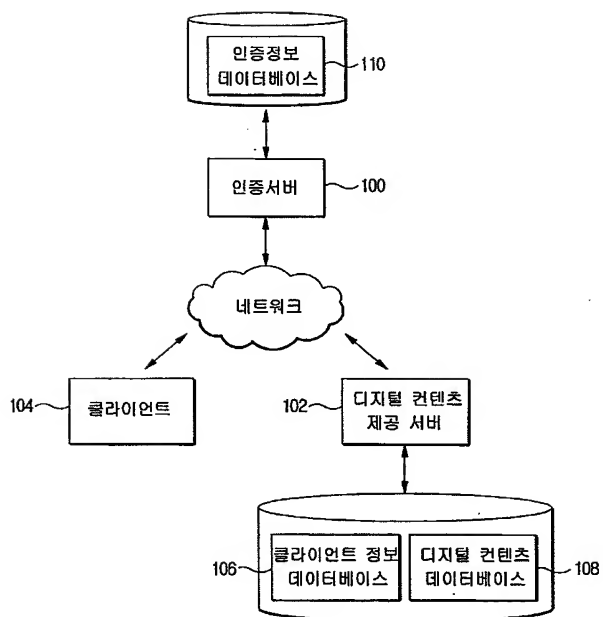 인증정보
데이터베이스
110
인증서버
100
네트워크
104
클라이언트
102
디지털 컨텐츠
제공 서버
106
클라이언트 정보
데이터베이스
디지털 컨텐츠
데이터베이스
108